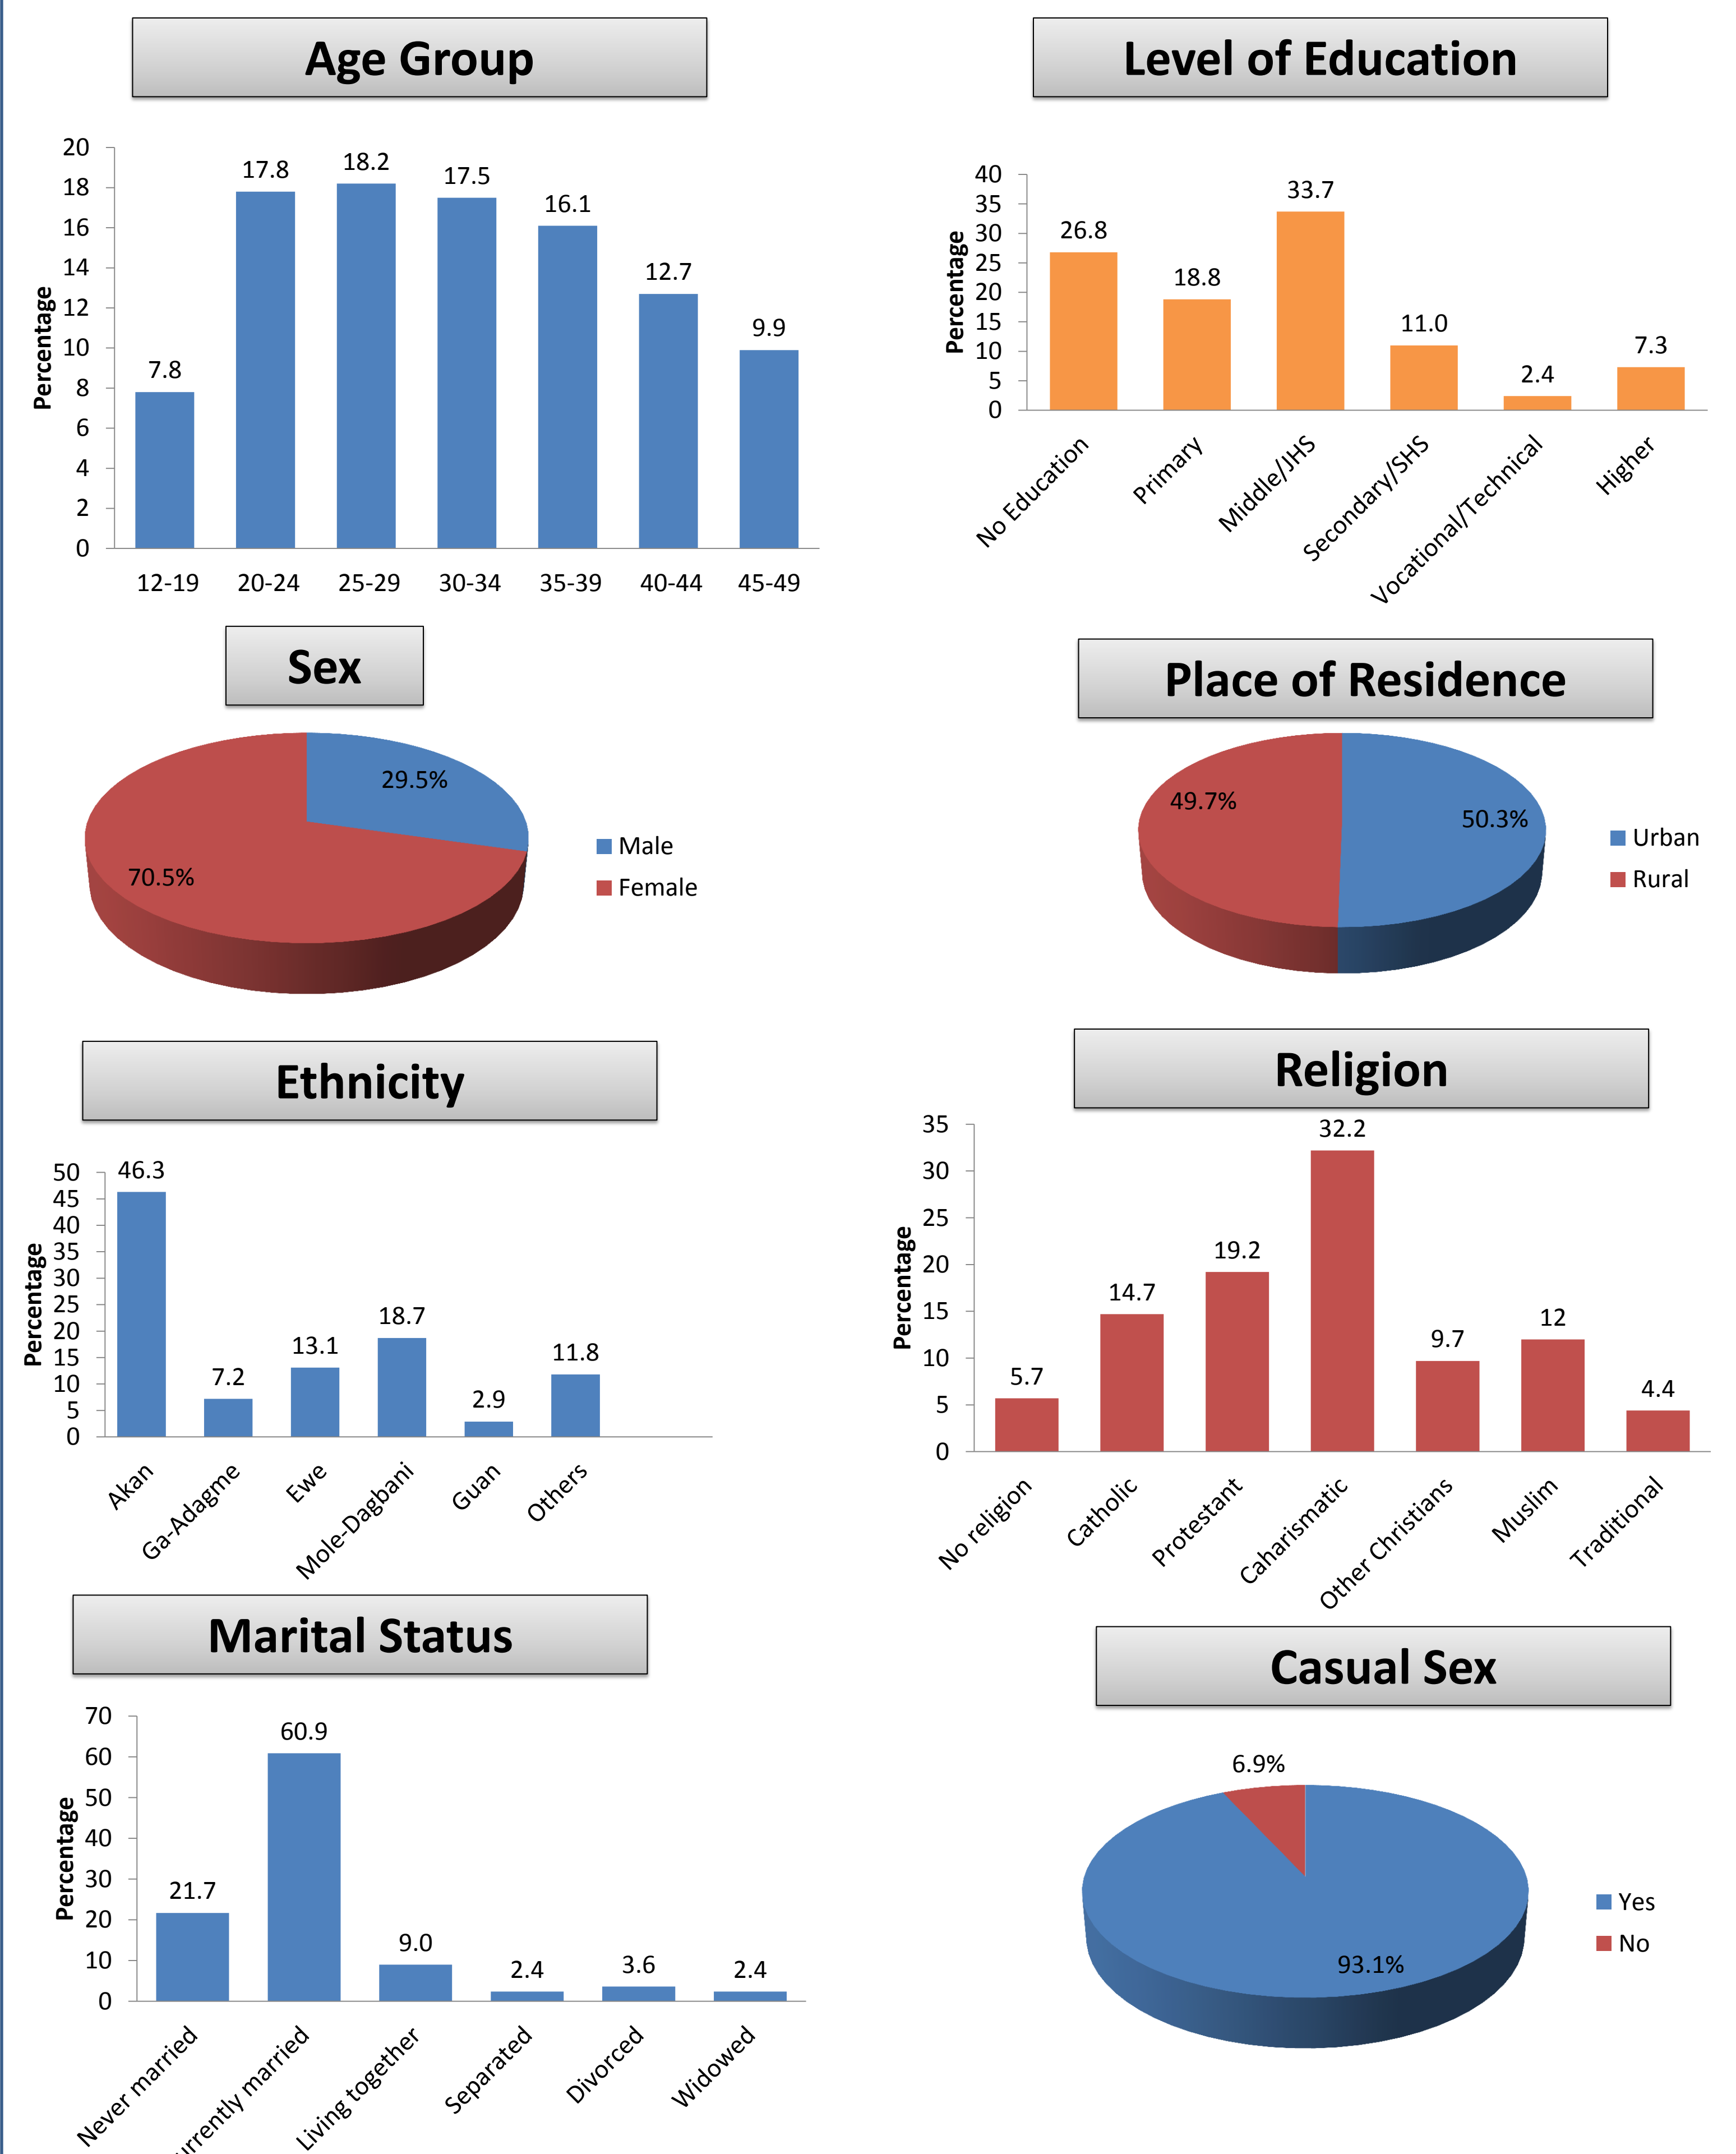 Age Group
Percentage
20
18
16
14
12
10
8
6
4
2
0
7.8
17.8
18.2
17.5
16.1
12.7
9.9
12-19
20-24
25-29
30-34
35-39
40-44
45-49
Level of Education
Percentage
40
35
30
25
20
15
10
5
0
26.8
18.8
33.7
11.0
2.4
7.3
No Education
Primary
Middle/JHS
Secondary/SHS
Vocational/Technical
Higher
Sex
29.5%
70.5%
Male
Female
Place of Residence
49.7%
50.3%
Urban
Rural
Ethnicity
Percentage
50
45
40
35
30
25
20
15
10
5
0
46.3
7.2
13.1
18.7
2.9
11.8
Akan
Ga-Adagme
Ewe
Mole-Dagbani
Guan
Others
Religion
Percentage
35
30
25
20
15
10
5
0
5.7
14.7
19.2
32.2
9.7
12
4.4
No religion
Catholic
Protestant
Caharismatic
Other Christians
Muslim
Traditional
Marital Status
Percentage
70
60
50
40
30
20
10
0
21.7
60.9
9.0
2.4
3.6
2.4
Never married
urrently married
Living together
Separated
Divorced
Widowed
Casual Sex
6.9%
93.1%
Yes
No